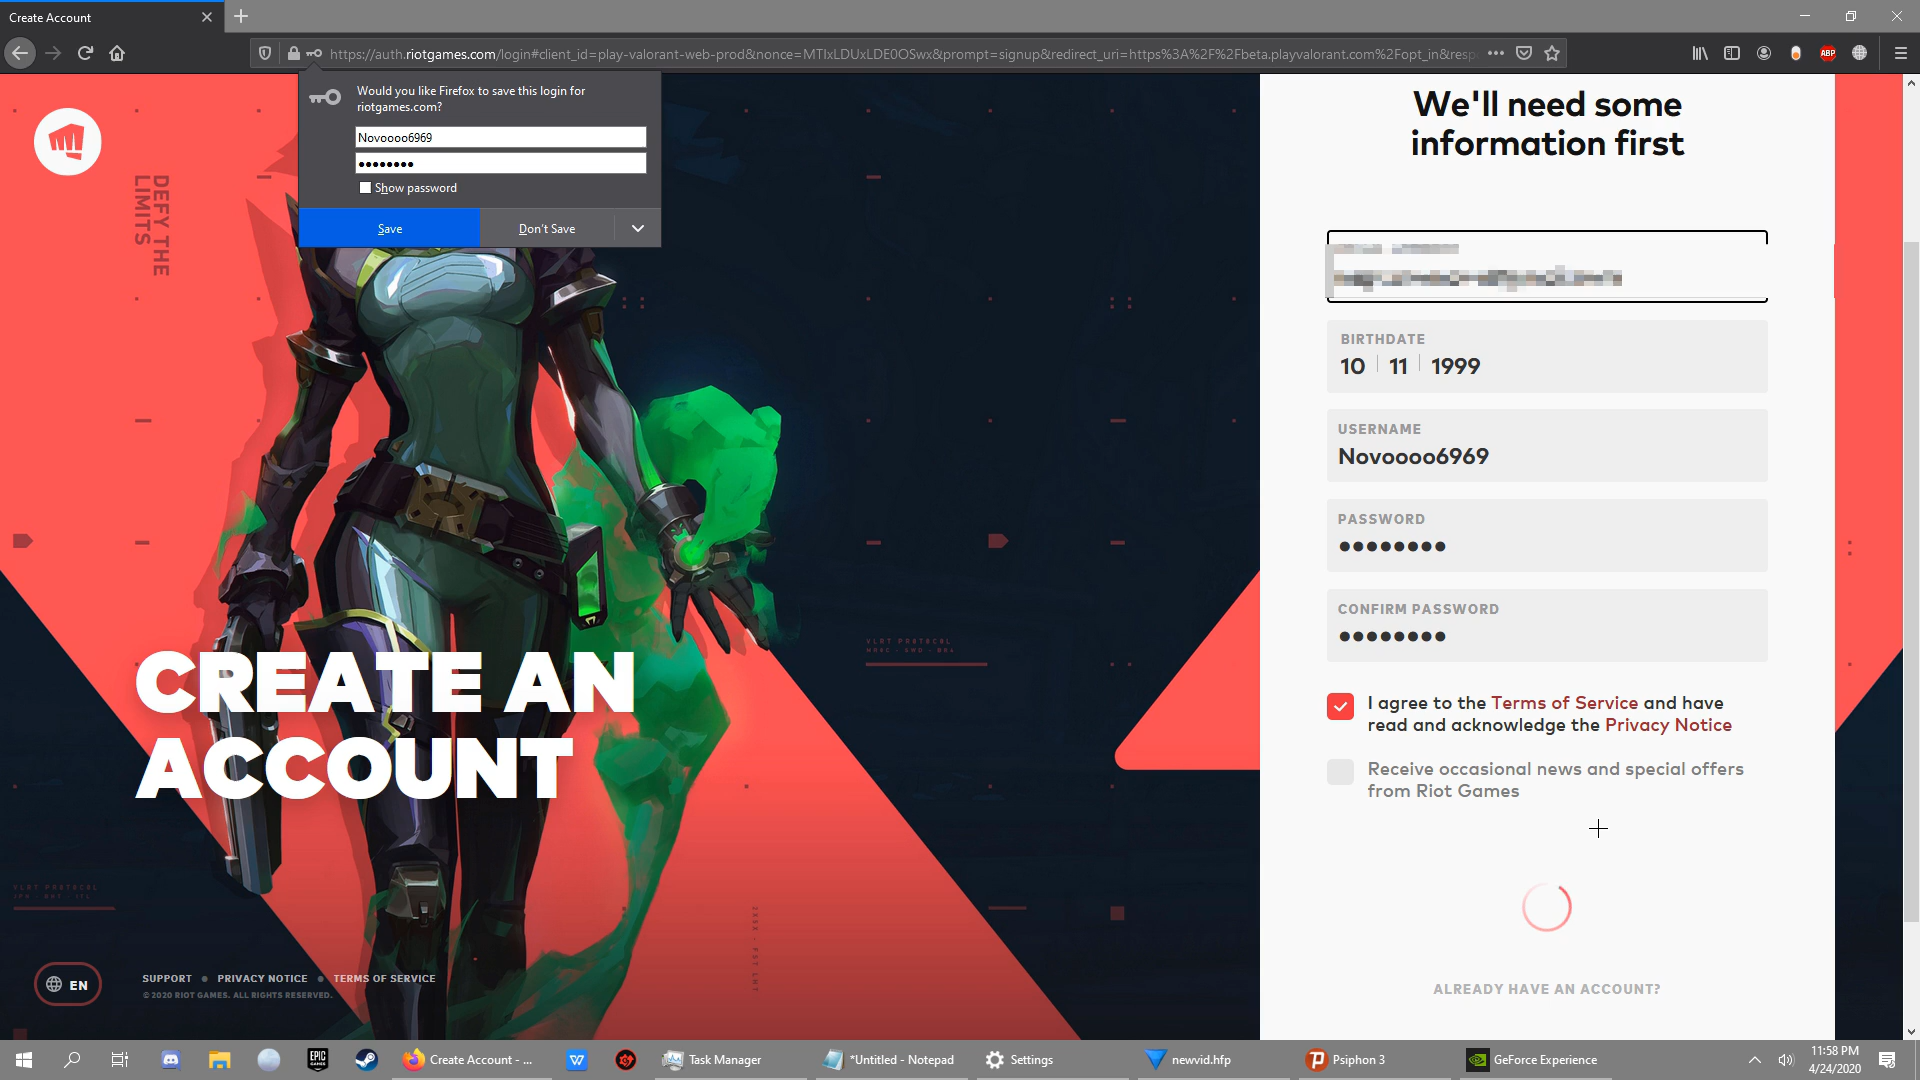 Create Account
https://auth.riotgames.com/login#client_id=play-valorant-web-prod&nonce=MTIxLDUxLDE0OSwx&prompt=signup&redirect_uri=https%3A%2F%2Fbeta.playvalorant.com%2Fopt_in&resp
ABP
Would you like Firefox to save this login for
riotgames.com?
Novoooo6969
Show password
Save
Don't Save
DEFY THE
LIMITS
CREATE AN
ACCOUNT
EN
SUPPORT
PRIVACY NOTICE
TERMS OF SERVICE
© 2020 RIOT GAMES. ALL RIGHTS RESERVED.
VLRT PROTOCOL
We'll need some
information first
BIRTHDATE
10 11 1999
USERNAME
Novoooo6969
PASSWORD
CONFIRM PASSWORD
I agree to the Terms of Service and have
read and acknowledge the Privacy Notice
Receive occasional news and special offers
from Riot Games
ALREADY HAVE AN ACCOUNT?
EPIC
GAMES
Create Account - ...
Task Manager
*Untitled - Notepad
Settings
newvid.hfp
Psiphon 3
GeForce Experience
11:58 PM
4/24/2020